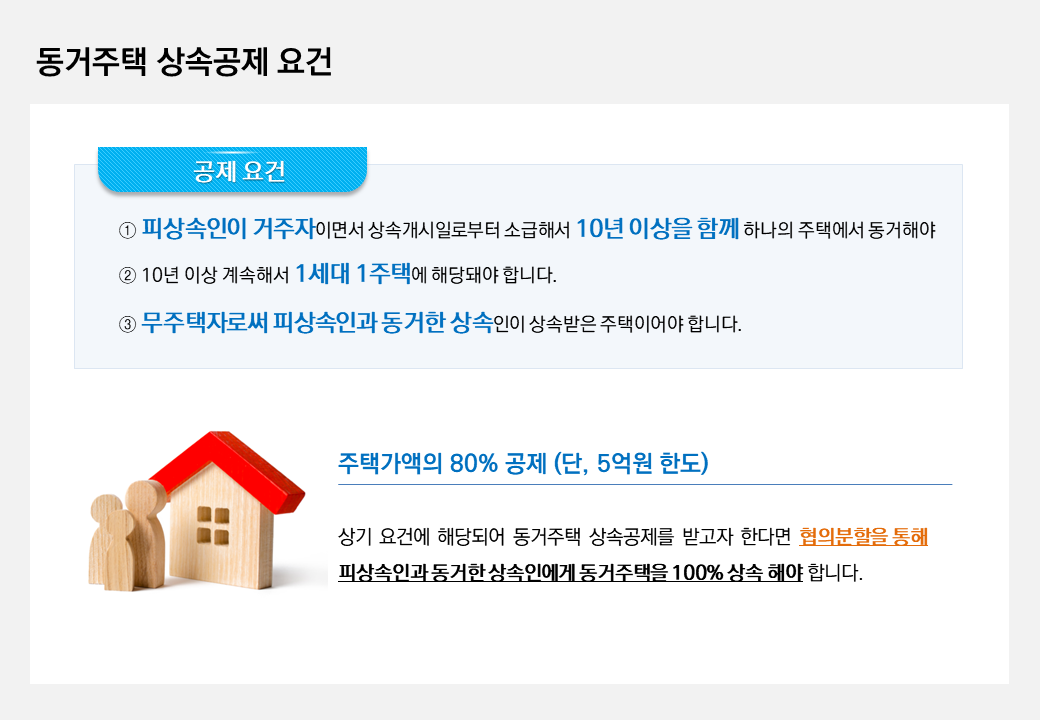 동거주택 상속공제 요건
공제 요건
① 피상속인이 거주자이면서 상속개시일로부터 소급해서 10년 이상을 함께 하나의 주택에서 동거해야
② 10년 이상 계속해서 1세대 1주택에 해당돼야 합니다.
③ 무주택자로써 피상속인과 동거한 상속인이 상속받은 주택이어야 합니다.
주택가액의 80% 공제 (단, 5억원 한도)
상기 요건에 해당되어 동거주택 상속공제를 받고자 한다면 협의분할을 통해
피상속인과 동거한 상속인에게 동거주택을 100% 상속 해야 합니다.